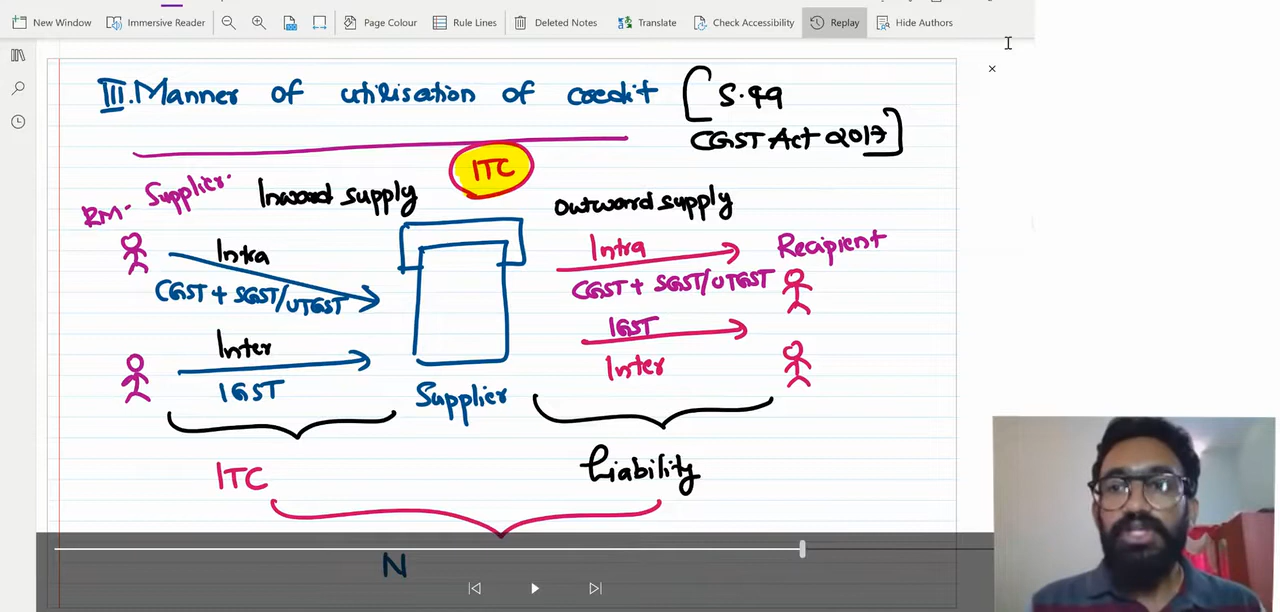 New Window Immersive Reader Page Colour Rule Lines Deleted Notes Translate Check Accessibility Replay Hide Authors
III. Manner of utilisation of credit [S.49
CGST Act 2017]
ITC
RM- Supplier. Inward supply Outward supply
Intra Intra Recipient
CGST + SGST/UTGST CGST + SGST/UTGST
Inter IGST
IGST Inter
Supplier
ITC Liability
N